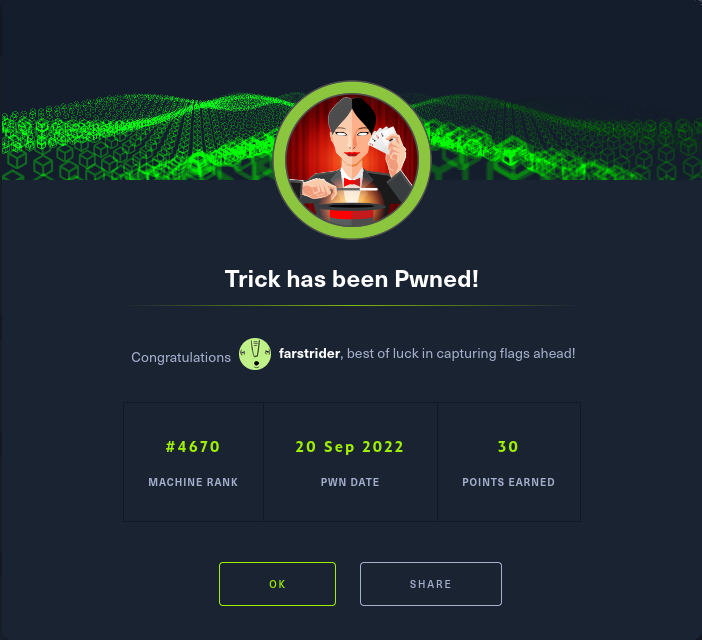 Trick has been Pwned!
Congratulations farstrider, best of luck in capturing flags ahead!
#4670 20 Sep 2022 30
MACHINE RANK PWN DATE POINTS EARNED
OK SHARE